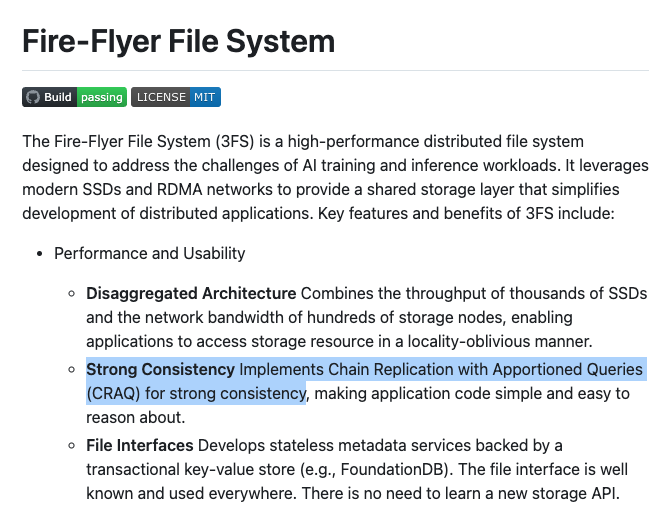 Fire-Flyer File System
Build passing LICENSE MIT
The Fire-Flyer File System (3FS) is a high-performance distributed file system
designed to address the challenges of AI training and inference workloads. It leverages
modern SSDs and RDMA networks to provide a shared storage layer that simplifies
development of distributed applications. Key features and benefits of 3FS include:
• Performance and Usability
◦ Disaggregated Architecture Combines the throughput of thousands of SSDs
and the network bandwidth of hundreds of storage nodes, enabling
applications to access storage resource in a locality-oblivious manner.
◦ Strong Consistency Implements Chain Replication with Apportioned Queries
(CRAQ) for strong consistency, making application code simple and easy to
reason about.
◦ File Interfaces Develops stateless metadata services backed by a
transactional key-value store (e.g., FoundationDB). The file interface is well
known and used everywhere. There is no need to learn a new storage API.